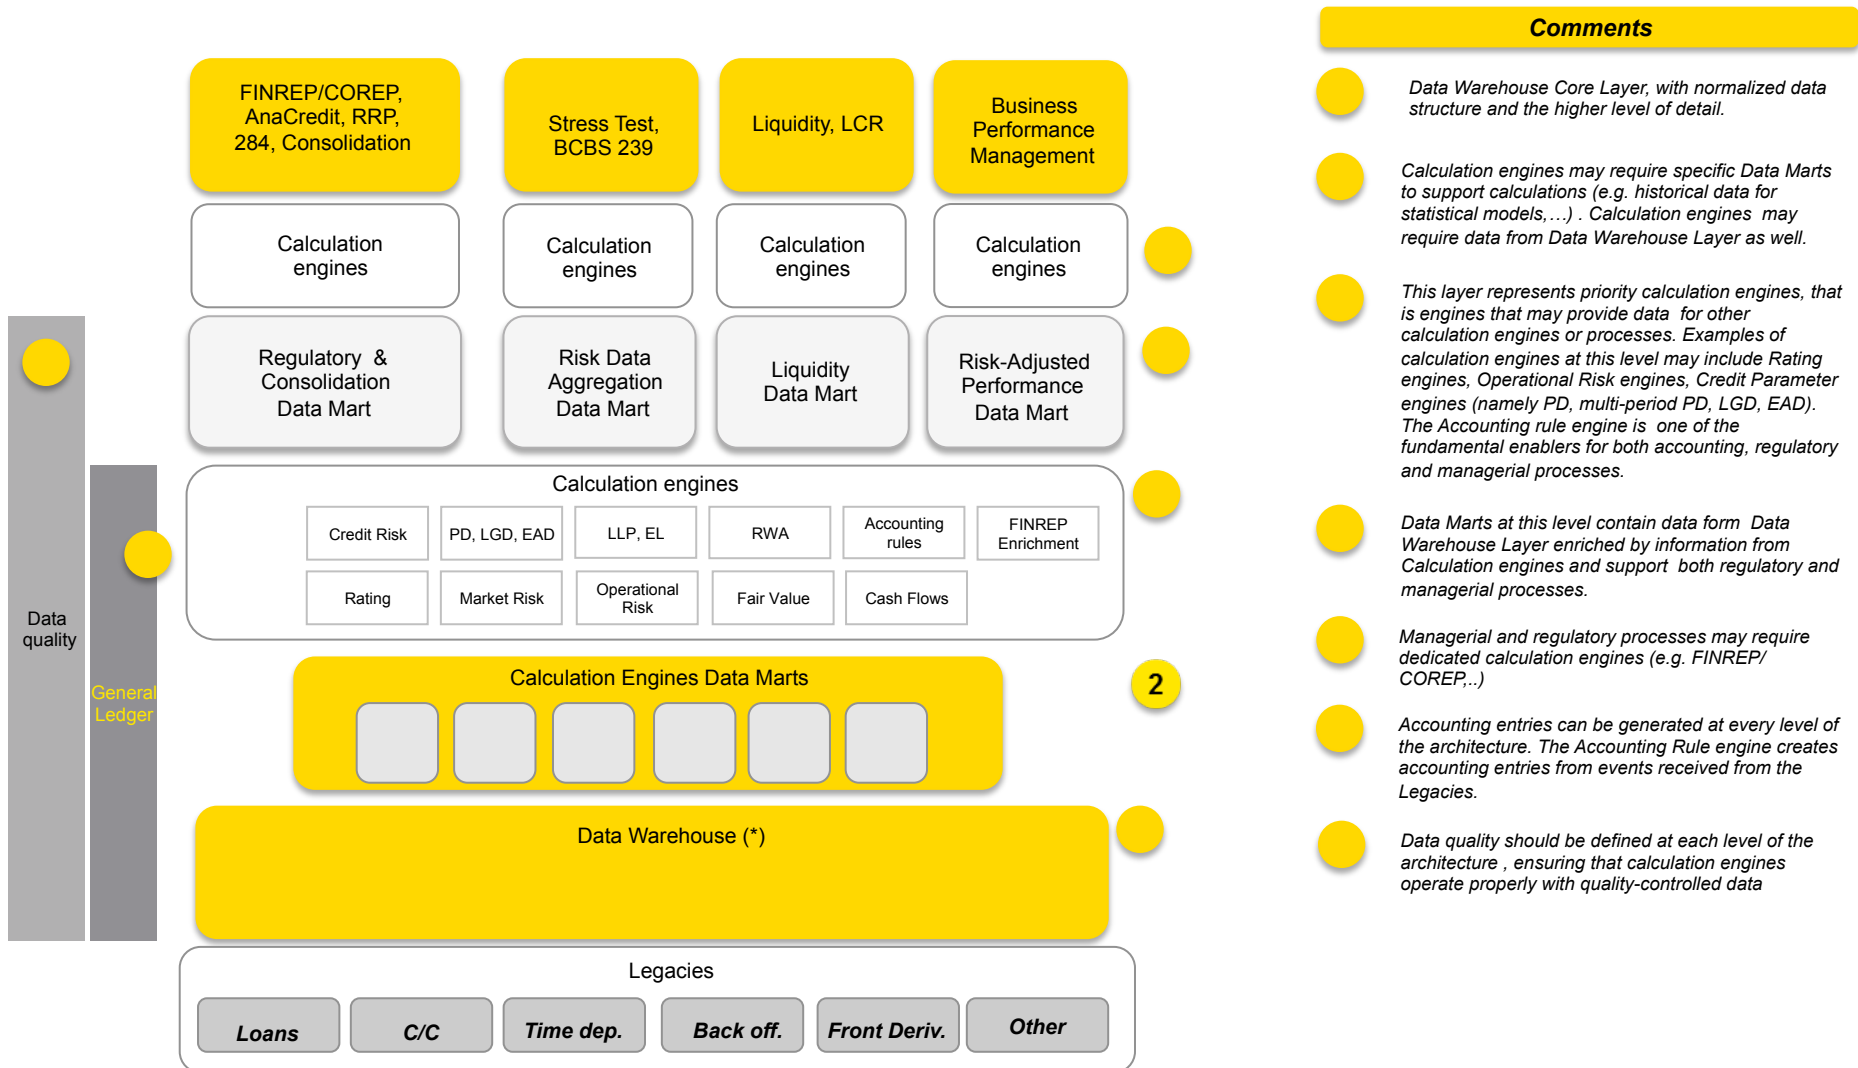 Comments
FINREP/COREP,
AnaCredit, RRP,
284, Consolidation
Stress Test,
BCBS 239
Liquidity, LCR
Business
Performance
Management
Calculation
engines
Calculation
engines
Calculation
engines
Calculation
engines
Regulatory & 
Consolidation
Data Mart
Risk Data
Aggregation
Data Mart
Liquidity
Data Mart
Risk-Adjusted
Performance
Data Mart
Calculation engines
Credit Risk
PD, LGD, EAD
LLP, EL
RWA
Accounting
rules
FINREP
Enrichment
Rating
Market Risk
Operational
Risk
Fair Value
Cash Flows
Data
quality
General
Ledger
Calculation Engines Data Marts
2
Data Warehouse (*)
Legacies
Loans
C/C
Time dep.
Back off.
Front Deriv.
Other
Data Warehouse Core Layer, with normalized data
structure and the higher level of detail.
Calculation engines may require specific Data Marts
to support calculations (e.g. historical data for
statistical models,…) . Calculation engines may
require data from Data Warehouse Layer as well.
This layer represents priority calculation engines, that
is engines that may provide data for other
calculation engines or processes. Examples of
calculation engines at this level may include Rating
engines, Operational Risk engines, Credit Parameter
engines (namely PD, multi-period PD, LGD, EAD).
The Accounting rule engine is one of the
fundamental enablers for both accounting, regulatory
and managerial processes.
Data Marts at this level contain data form Data
Warehouse Layer enriched by information from
Calculation engines and support both regulatory and
managerial processes.
Managerial and regulatory processes may require
dedicated calculation engines (e.g. FINREP/
COREP,..)
Accounting entries can be generated at every level of
the architecture. The Accounting Rule engine creates
accounting entries from events received from the
Legacies.
Data quality should be defined at each level of the
architecture , ensuring that calculation engines
operate properly with quality-controlled data